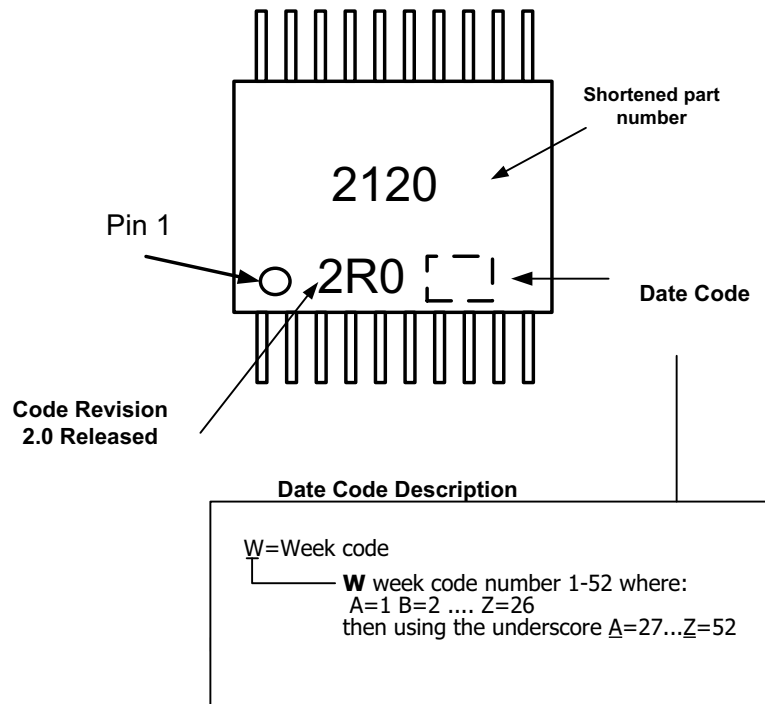 Shortened part
number
2120
Pin 1
2R0
Date Code
Code Revision
2.0 Released
Date Code Description
W=Week code
W week code number 1-52 where:
A=1 B=2 .... Z=26
then using the underscore A=27...Z=52